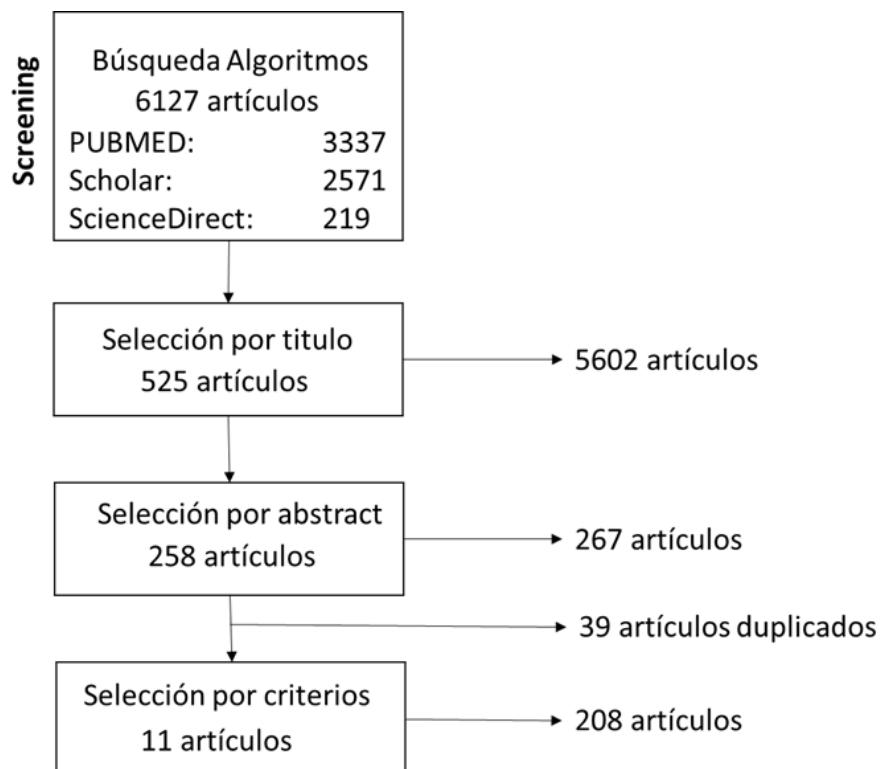 Screening
Búsqueda Algoritmos
6127 artículos
PUBMED: 3337
Scholar: 2571
ScienceDirect: 219
Selección por titulo
525 artículos
5602 artículos
Selección por abstract
258 artículos
267 artículos
39 artículos duplicados
Selección por criterios
11 artículos
208 artículos